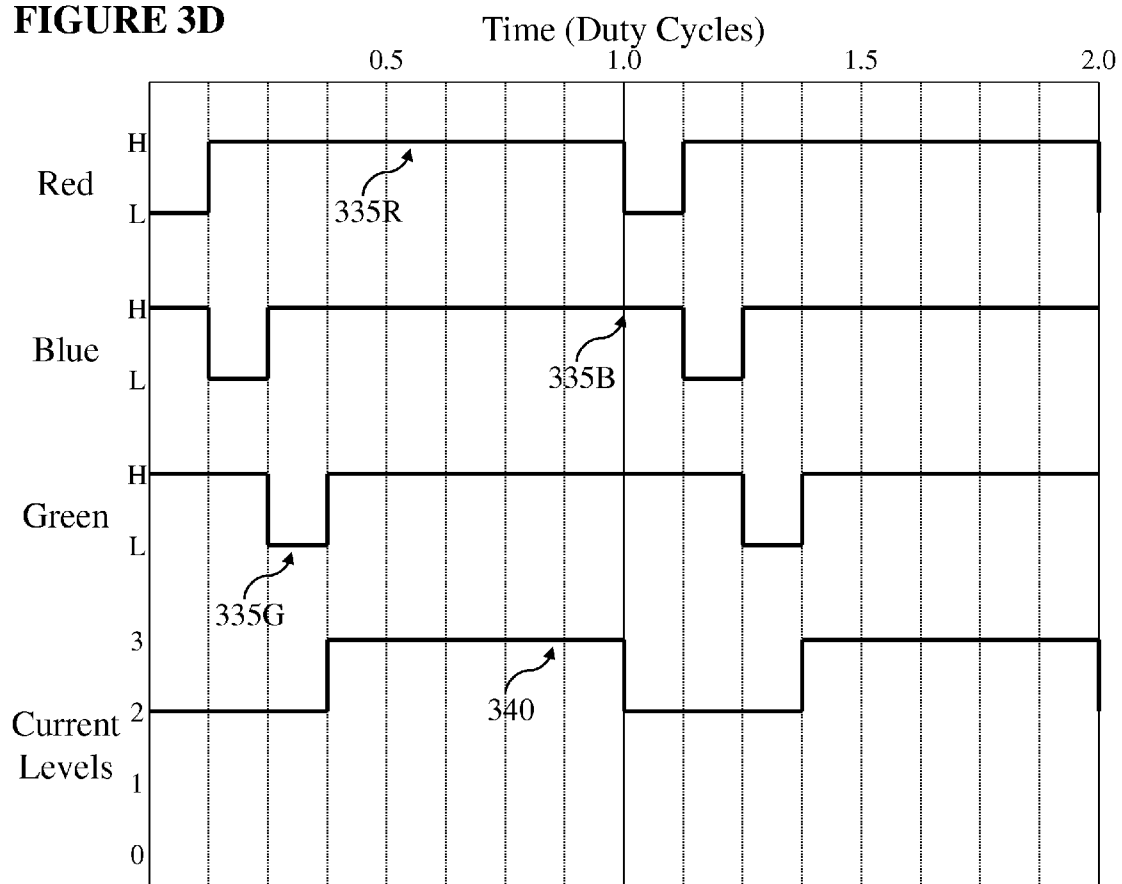 FIGURE 3D
Time (Duty Cycles)
0.5 1.0 1.5 2.0
H
Red
L
335R
H
Blue
L
335B
H
Green
L
335G
3
340
2
Current
Levels
1
0